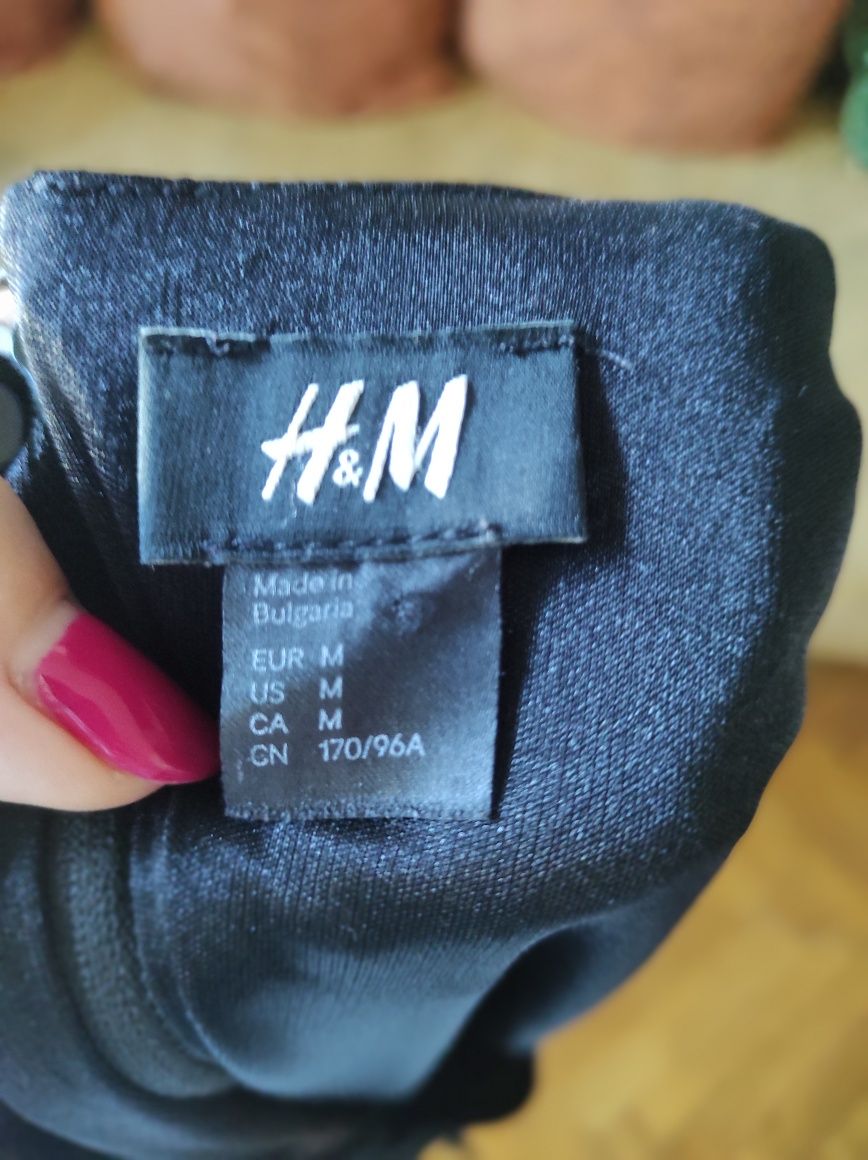 H&M
Made in
Bulgaria
EUR M
US M
CA M
CN 170/96A